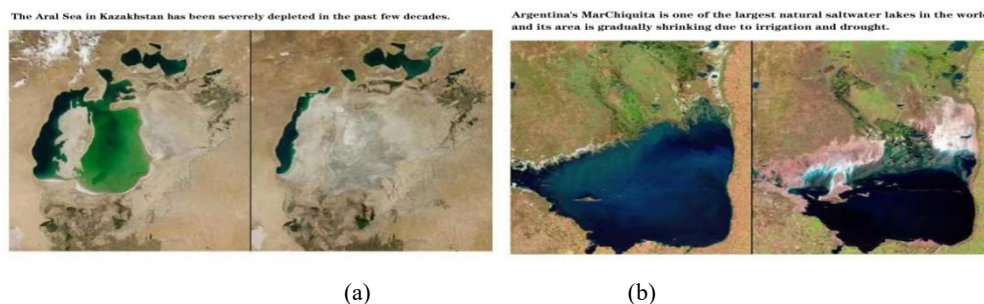 The Aral Sea in Kazakhstan has been severely depleted in the past few decades.
Argentina's MarChiquita is one of the largest natural saltwater lakes in the world
and its area is gradually shrinking due to irrigation and drought.
(a)
(b)